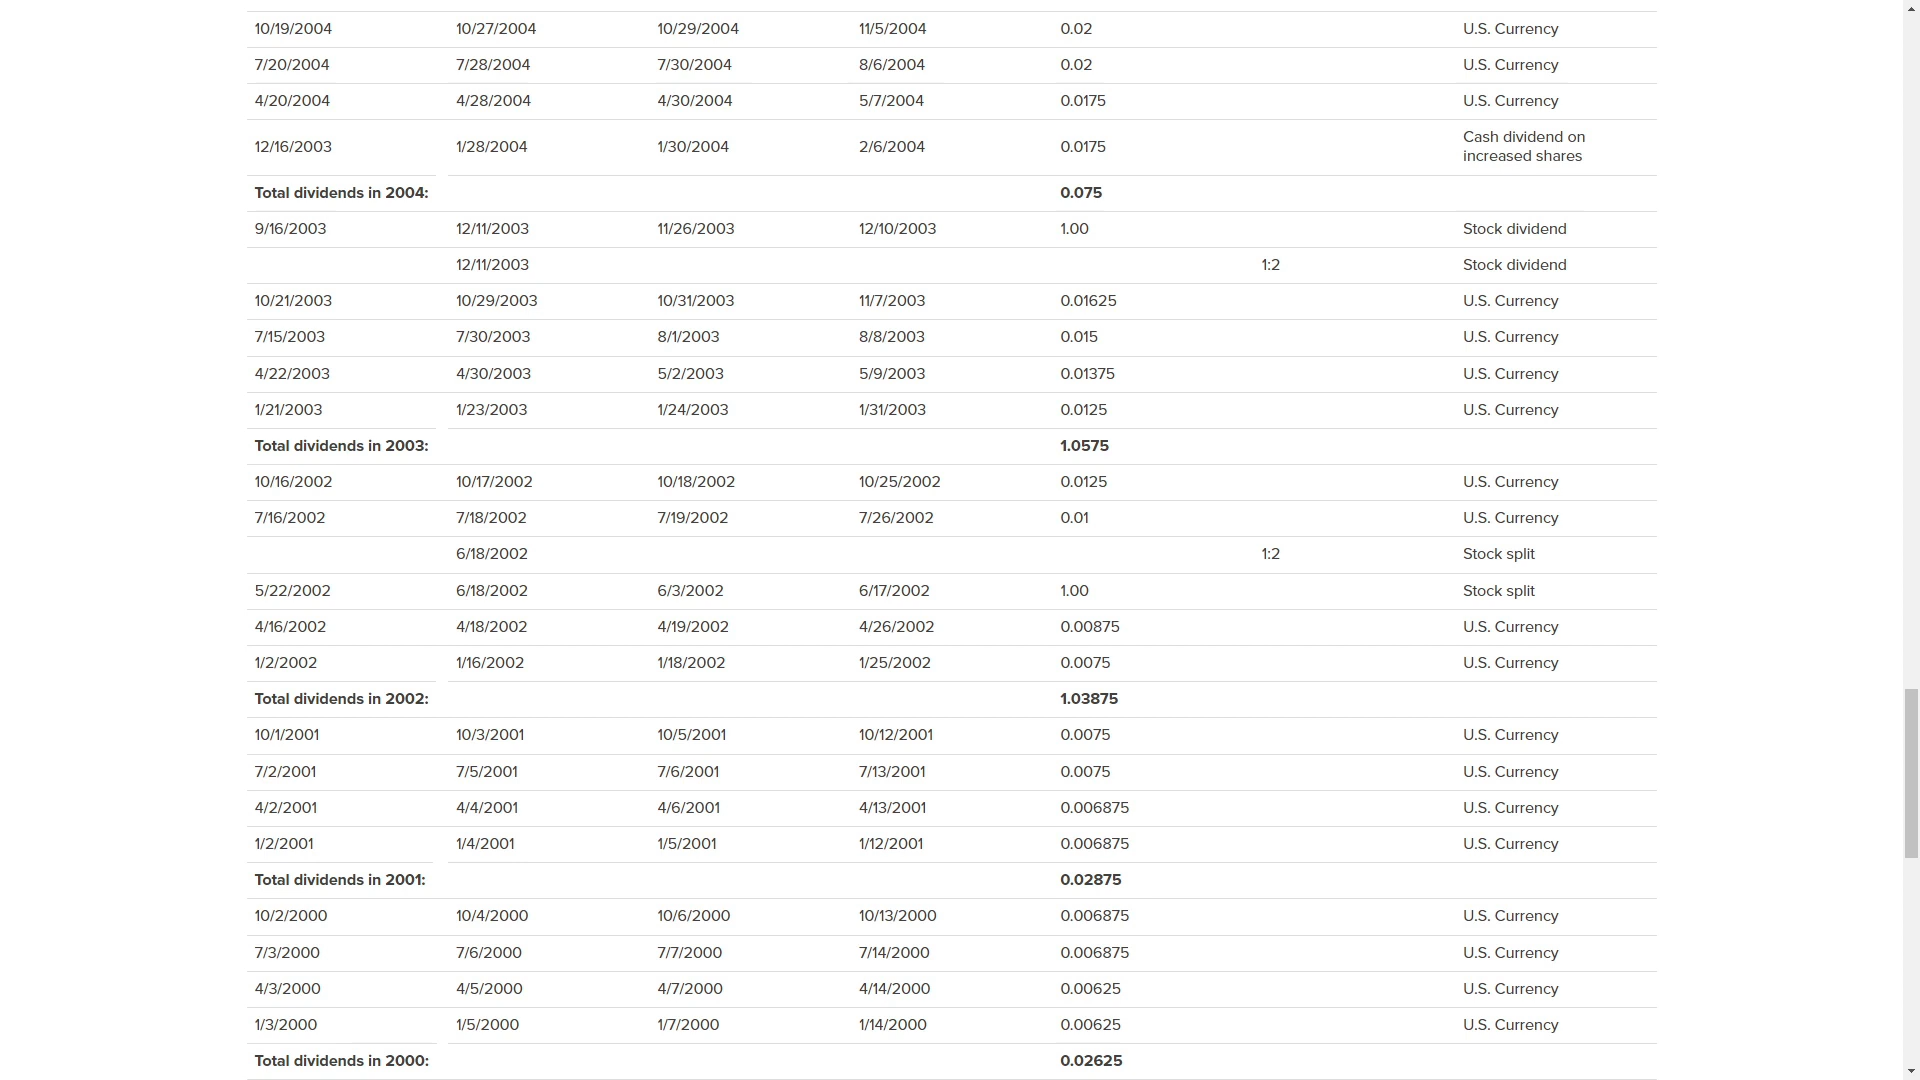 10/19/2004 10/27/2004 10/29/2004 11/5/2004 0.02 U.S. Currency
7/20/2004 7/28/2004 7/30/2004 8/6/2004 0.02 U.S. Currency
4/20/2004 4/28/2004 4/30/2004 5/7/2004 0.0175 U.S. Currency
12/16/2003 1/28/2004 1/30/2004 2/6/2004 0.0175 Cash dividend on
increased shares
Total dividends in 2004: 0.075
9/16/2003 12/11/2003 11/26/2003 12/10/2003 1.00 Stock dividend
12/11/2003 1:2 Stock dividend
10/21/2003 10/29/2003 10/31/2003 11/7/2003 0.01625 U.S. Currency
7/15/2003 7/30/2003 8/1/2003 8/8/2003 0.015 U.S. Currency
4/22/2003 4/30/2003 5/2/2003 5/9/2003 0.01375 U.S. Currency
1/21/2003 1/23/2003 1/24/2003 1/31/2003 0.0125 U.S. Currency
Total dividends in 2003: 1.0575
10/16/2002 10/17/2002 10/18/2002 10/25/2002 0.0125 U.S. Currency
7/16/2002 7/18/2002 7/19/2002 7/26/2002 0.01 U.S. Currency
6/18/2002 1:2 Stock split
5/22/2002 6/18/2002 6/3/2002 6/17/2002 1.00 Stock split
4/16/2002 4/18/2002 4/19/2002 4/26/2002 0.00875 U.S. Currency
1/2/2002 1/16/2002 1/18/2002 1/25/2002 0.0075 U.S. Currency
Total dividends in 2002: 1.03875
10/1/2001 10/3/2001 10/5/2001 10/12/2001 0.0075 U.S. Currency
7/2/2001 7/5/2001 7/6/2001 7/13/2001 0.0075 U.S. Currency
4/2/2001 4/4/2001 4/6/2001 4/13/2001 0.006875 U.S. Currency
1/2/2001 1/4/2001 1/5/2001 1/12/2001 0.006875 U.S. Currency
Total dividends in 2001: 0.02875
10/2/2000 10/4/2000 10/6/2000 10/13/2000 0.006875 U.S. Currency
7/3/2000 7/6/2000 7/7/2000 7/14/2000 0.006875 U.S. Currency
4/3/2000 4/5/2000 4/7/2000 4/14/2000 0.00625 U.S. Currency
1/3/2000 1/5/2000 1/7/2000 1/14/2000 0.00625 U.S. Currency
Total dividends in 2000: 0.02625